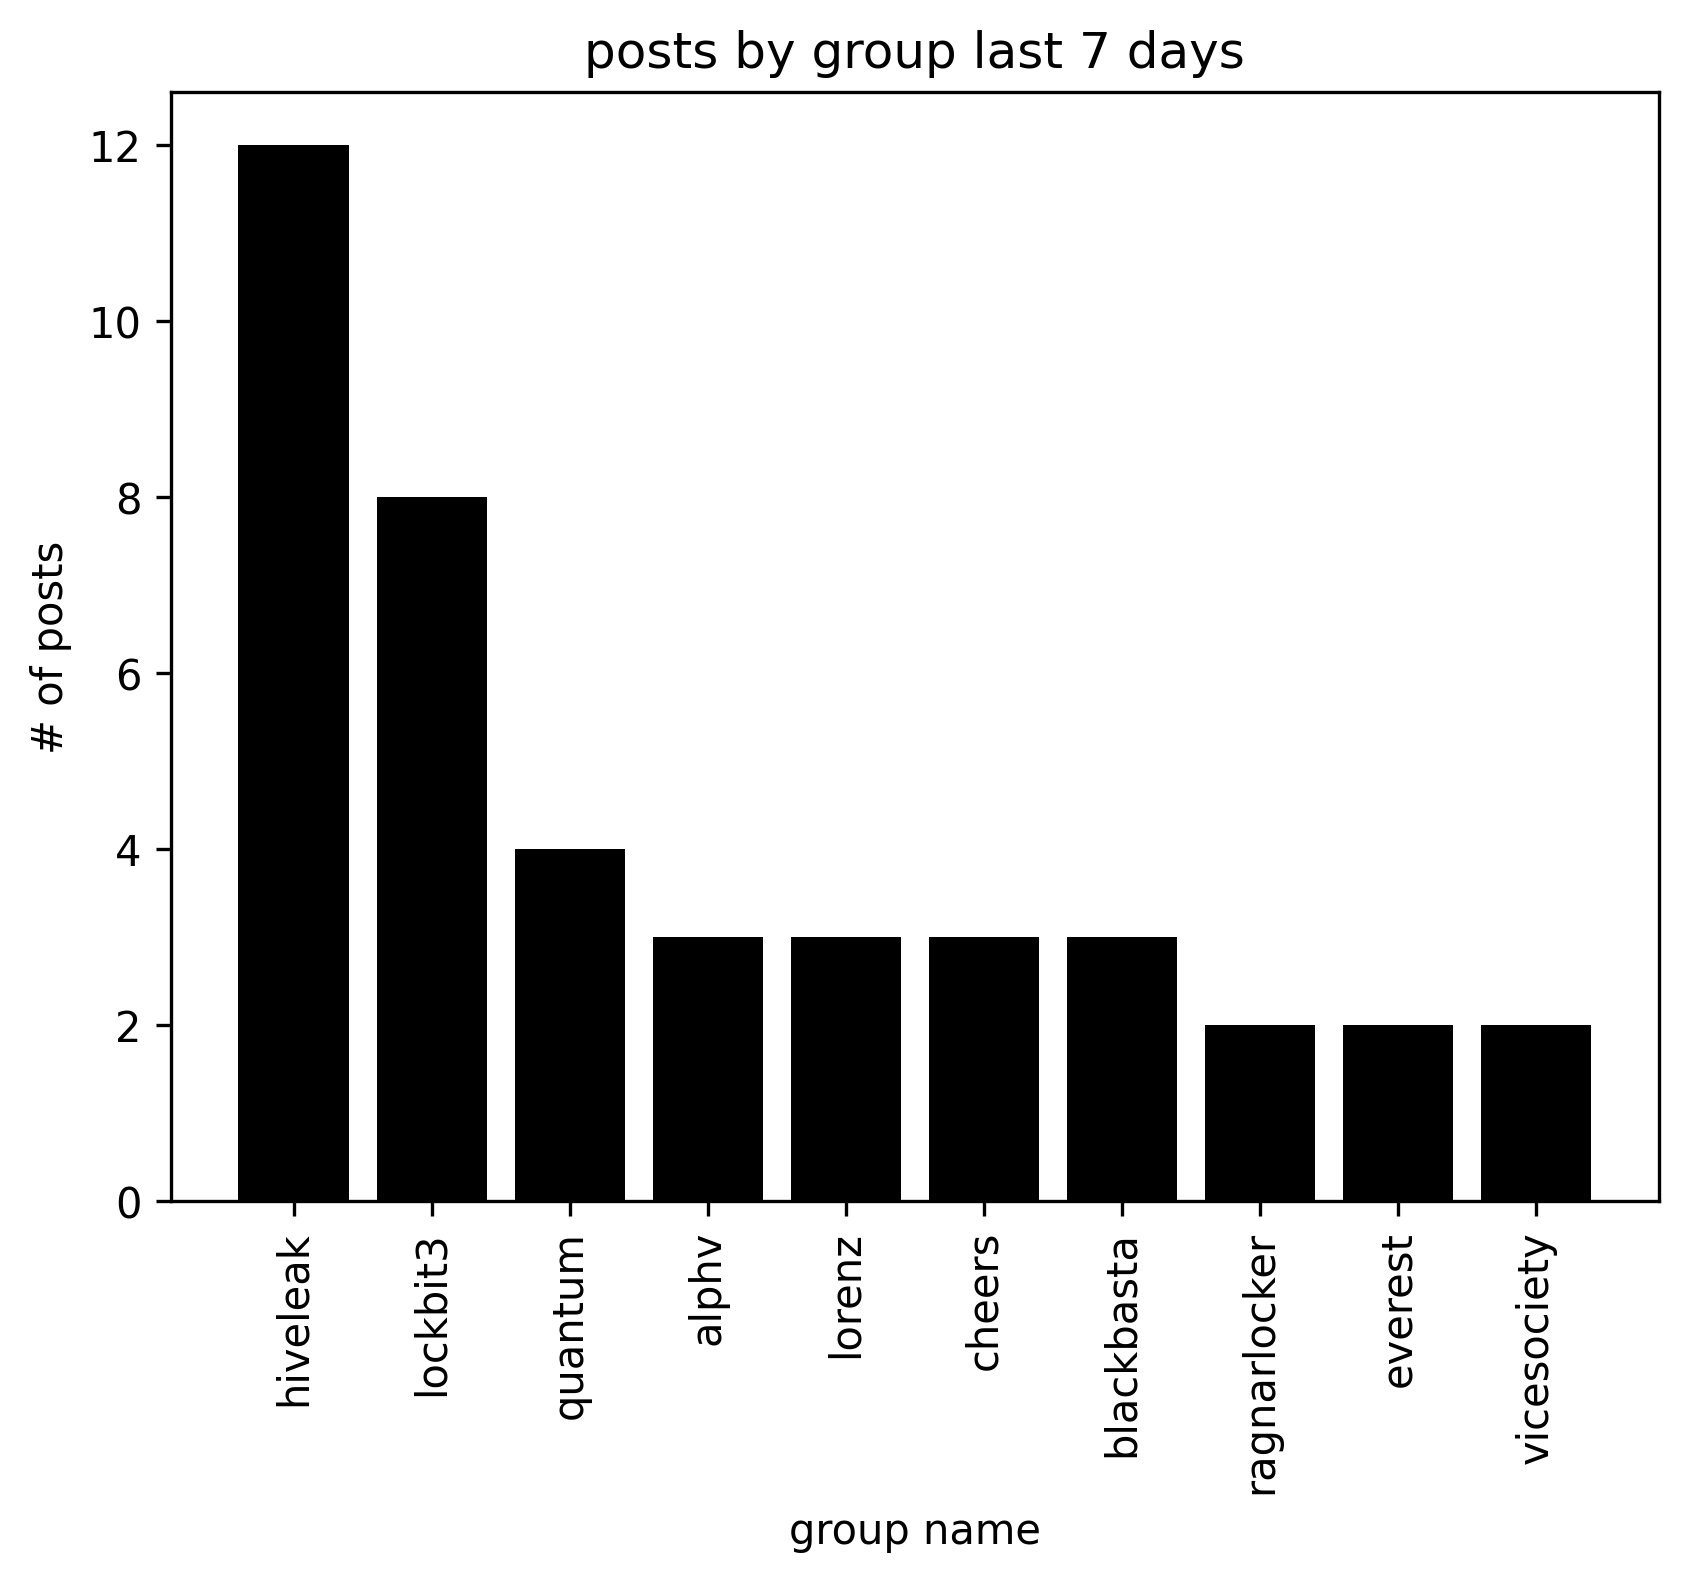 posts by group last 7 days
12
10
8
6
4
2
0
# of posts
hiveleak
lockbit3
quantum
alphv
lorenz
cheers
blackbasta
ragnarlocker
everest
vicesociety
group name